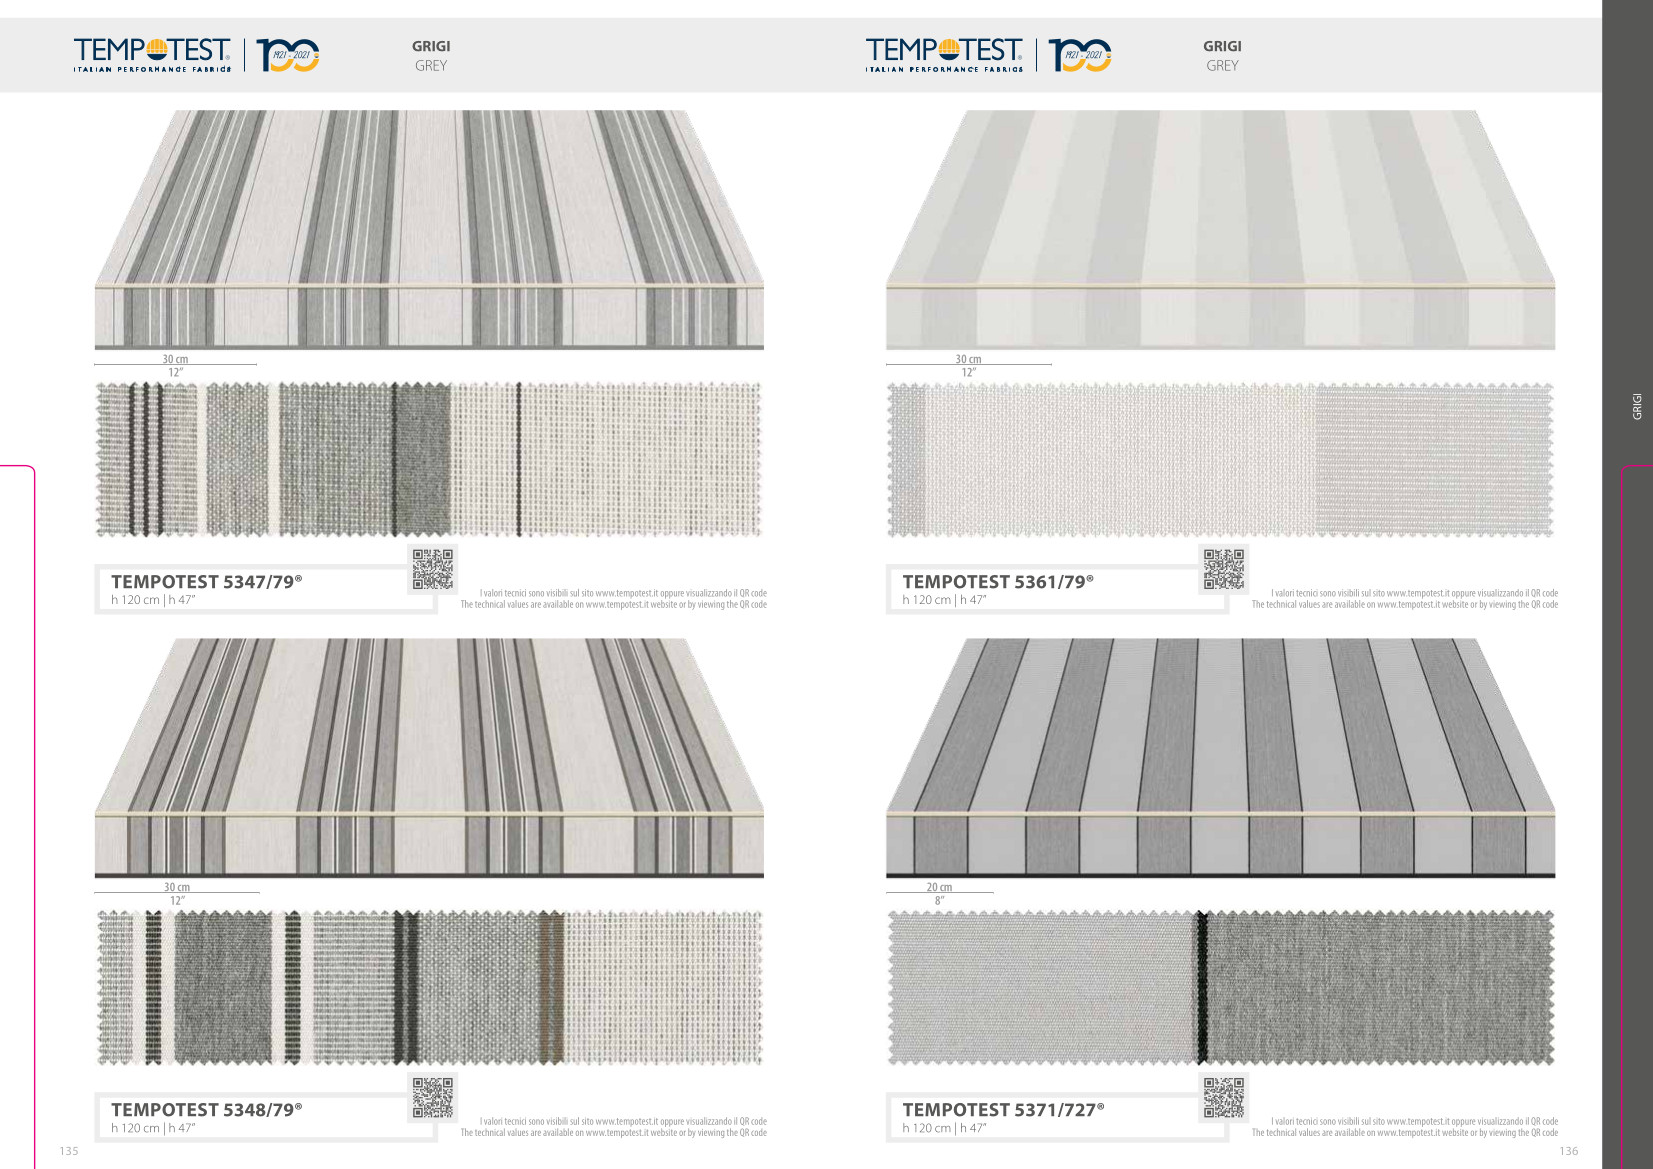 TEMPOTEST®
ITALIAN PERFORMANCE FABRICS
100
1921 - 2021
GRIGI
GREY
30 cm
12”
TEMPOTEST 5347/79®
h 120 cm | h 47”
I valori tecnici sono visibili sul sito www.tempotest.it oppure visualizzando il QR code
The technical values are available on www.tempotest.it website or by viewing the QR code
30 cm
12”
TEMPOTEST 5348/79®
h 120 cm | h 47”
I valori tecnici sono visibili sul sito www.tempotest.it oppure visualizzando il QR code
The technical values are available on www.tempotest.it website or by viewing the QR code
135
TEMPOTEST®
ITALIAN PERFORMANCE FABRICS
100
1921 - 2021
GRIGI
GREY
30 cm
12”
TEMPOTEST 5361/79®
h 120 cm | h 47”
I valori tecnici sono visibili sul sito www.tempotest.it oppure visualizzando il QR code
The technical values are available on www.tempotest.it website or by viewing the QR code
20 cm
8”
TEMPOTEST 5371/727®
h 120 cm | h 47”
I valori tecnici sono visibili sul sito www.tempotest.it oppure visualizzando il QR code
The technical values are available on www.tempotest.it website or by viewing the QR code
136
GRIGI